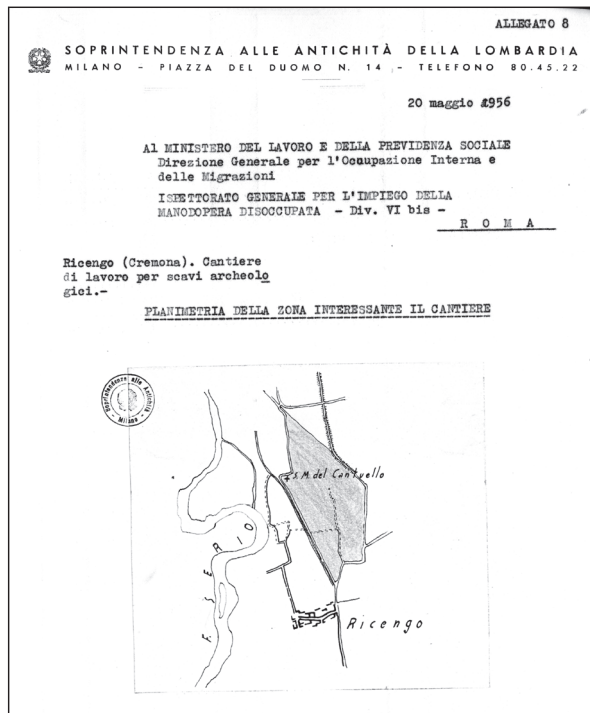 ALLEGATO 8
SOPRINTENDENZA ALLE ANTICHITÀ DELLA LOMBARDIA
MILANO – PIAZZA DEL DUOMO N. 14 – TELEFONO 80.45.22
20 maggio 1956
Al MINISTERO DEL LAVORO E DELLA PREVIDENZA SOCIALE
Direzione Generale per l'Occupazione Interna e
delle Migrazioni
ISPETTORATO GENERALE PER L'IMPIEGO DELLA
MANODOPERA DISOCCUPATA – Div. VI bis –
R O M A
Ricengo (Cremona). Cantiere
di lavoro per scavi archeolo
gici.–
PLANIMETRIA DELLA ZONA INTERESSANTE IL CANTIERE
Soprintendenza alle Antichità
Milano
S.M. del Cantuello
F. SERIO
Ricengo